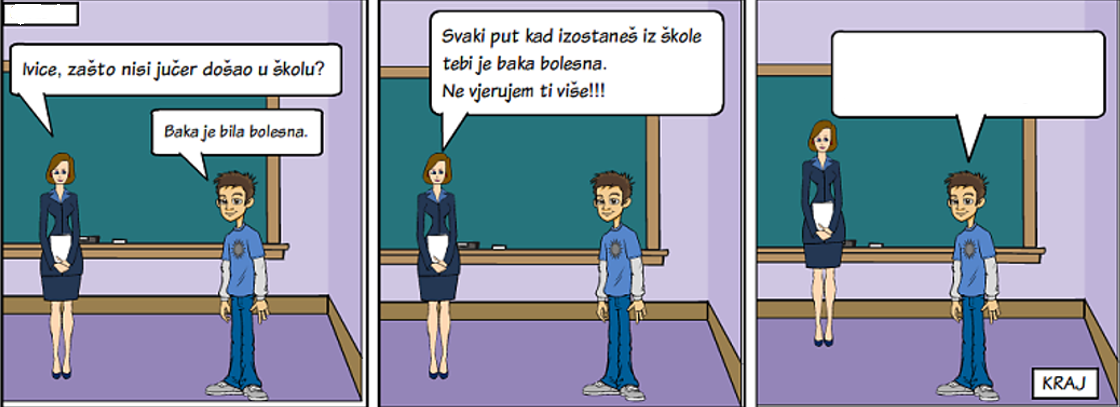 Ivice, zašto nisi jučer došao u školu?
Baka je bila bolesna.
Svaki put kad izostaneš iz škole
tebi je baka bolesna.
Ne vjerujem ti više!!!
KRAJ